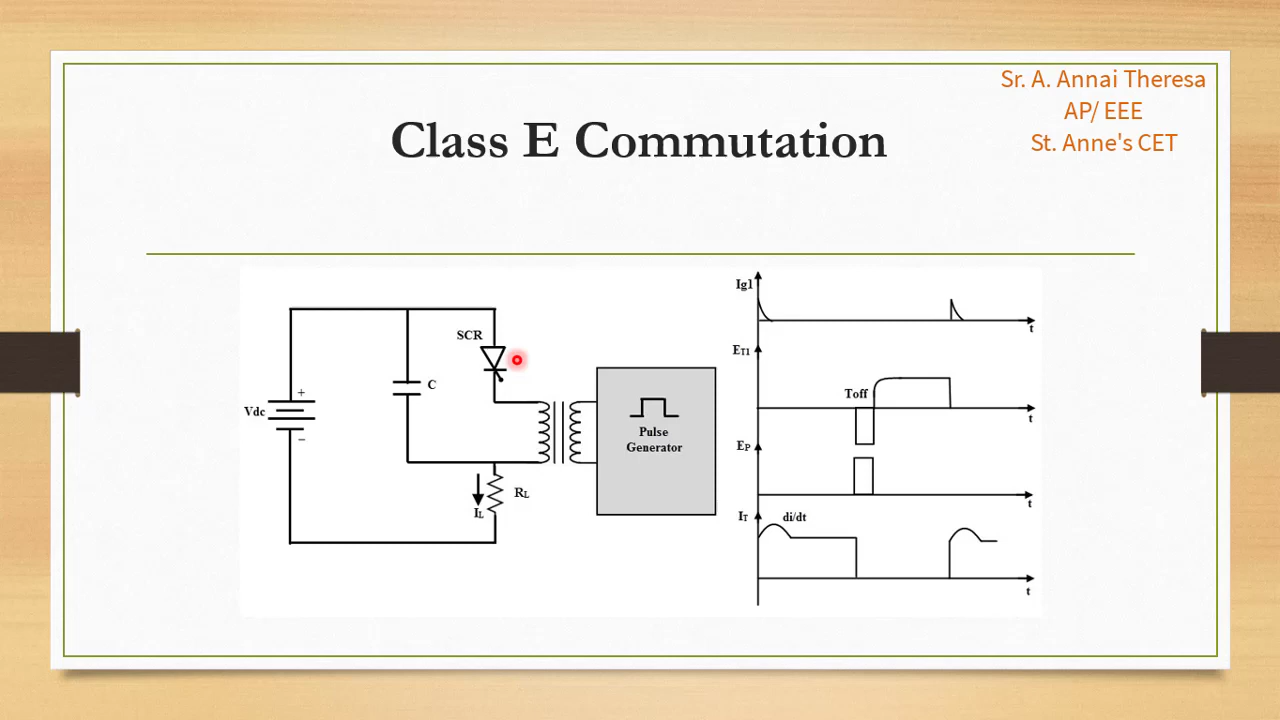 Sr. A. Annai Theresa
AP/ EEE
St. Anne's CET
Class E Commutation
SCR
C
+
Vdc
−
Pulse
Generator
RL
IL
Ig1
t
ET1
Toff
t
EP
t
IT
di/dt
t